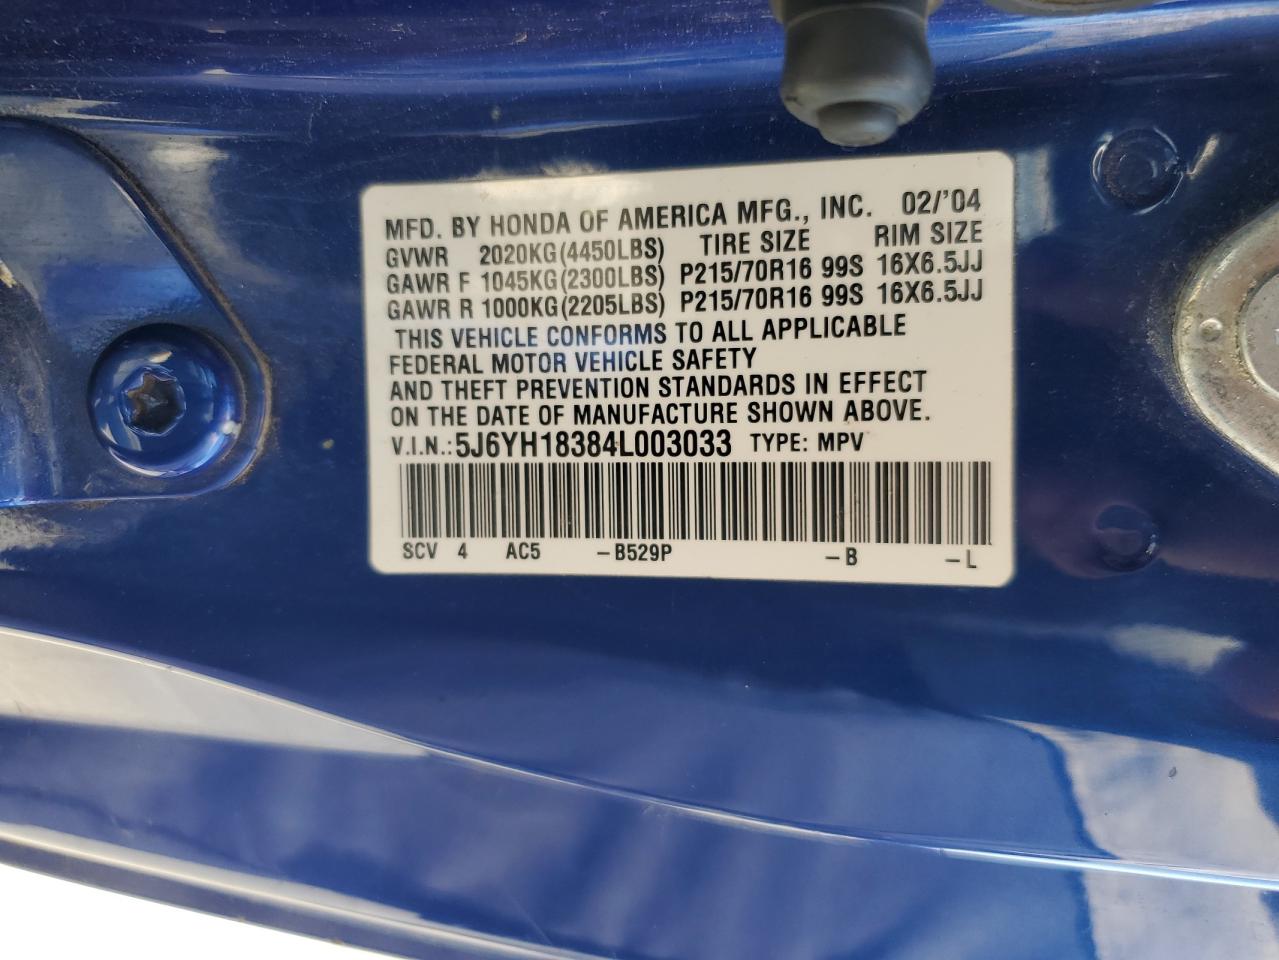 MFD. BY HONDA OF AMERICA MFG., INC. 02/'04
GVWR 2020KG(4450LBS) TIRE SIZE RIM SIZE
GAWR F 1045KG(2300LBS) P215/70R16 99S 16X6.5JJ
GAWR R 1000KG(2205LBS) P215/70R16 99S 16X6.5JJ
THIS VEHICLE CONFORMS TO ALL APPLICABLE
FEDERAL MOTOR VEHICLE SAFETY
AND THEFT PREVENTION STANDARDS IN EFFECT
ON THE DATE OF MANUFACTURE SHOWN ABOVE.
V.I.N.:5J6YH18384L003033 TYPE: MPV
SCV 4 AC5 -B529P -B -L